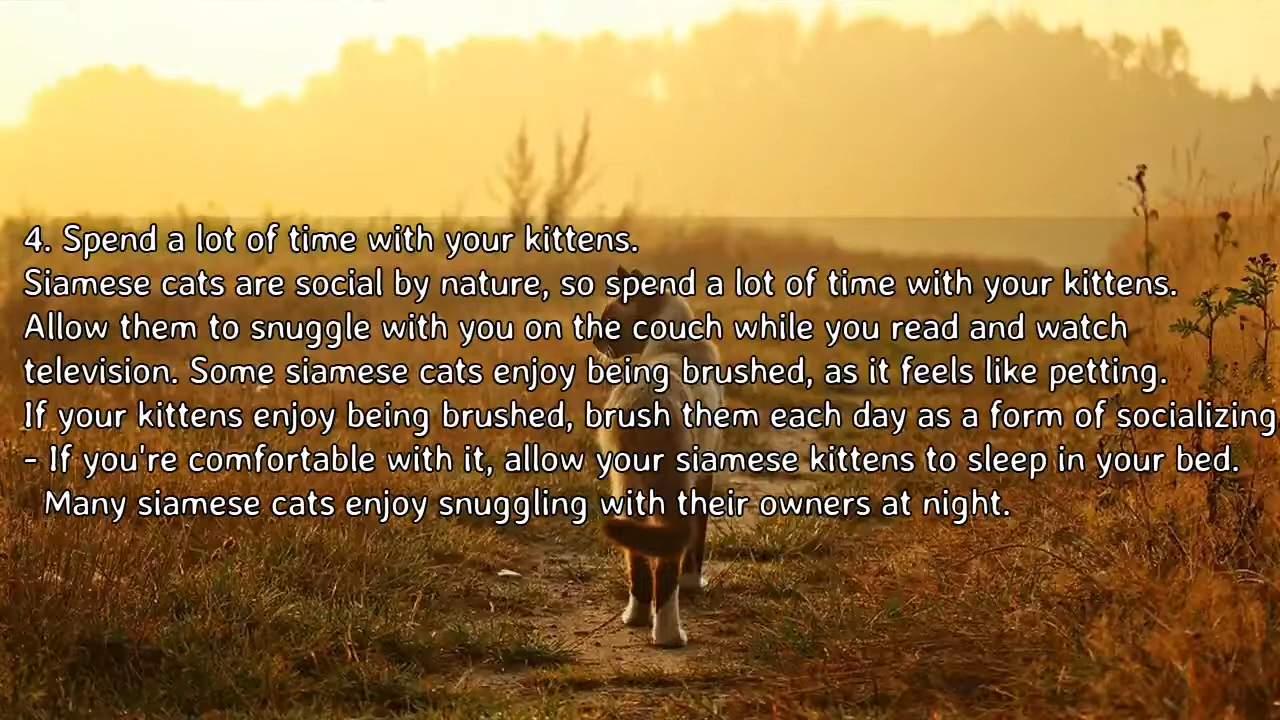 4. Spend a lot of time with your kittens.
Siamese cats are social by nature, so spend a lot of time with your kittens.
Allow them to snuggle with you on the couch while you read and watch
television. Some siamese cats enjoy being brushed, as it feels like petting.
If your kittens enjoy being brushed, brush them each day as a form of socializing
- If you're comfortable with it, allow your siamese kittens to sleep in your bed.
Many siamese cats enjoy snuggling with their owners at night.